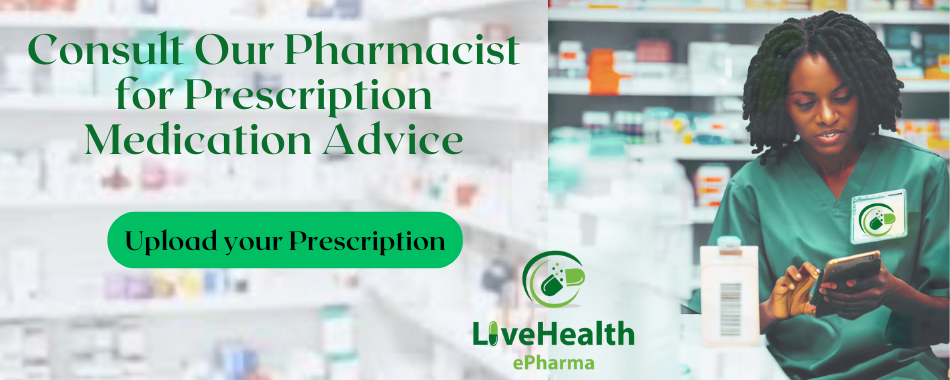 Consult Our Pharmacist
for Prescription
Medication Advice
Upload your Prescription
LiveHealth
ePharma